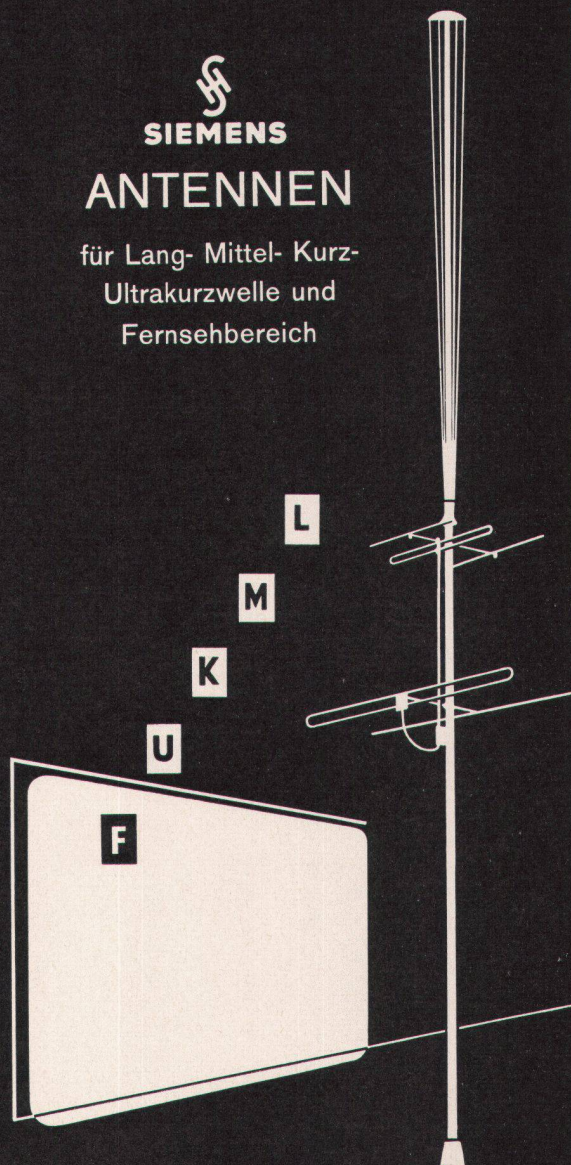 SIEMENS
ANTENNEN
für Lang- Mittel- Kurz-
Ultrakurzwelle und
Fernsehbereich
L
M
K
U
F